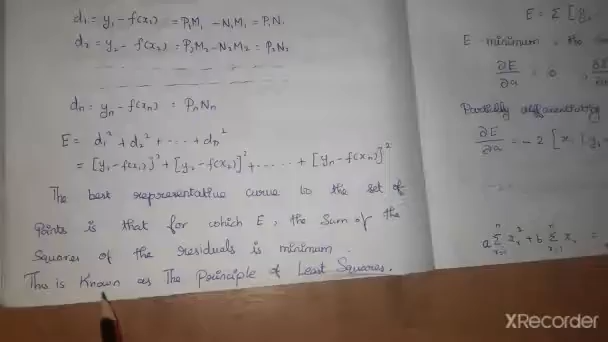 d₁ = y₁ - f(x₁) = P₁M₁ - N₁M₁ = P₁N₁
d₂ = y₂ - f(x₂) = P₂M₂ - N₂M₂ = P₂N₂
dn = yn - f(xn) = PnNn
E = d₁² + d₂² + ..... + dn²
= [y₁ - f(x₁)]² + [y₂ - f(x₂)]² + ..... + [yn - f(xn)]²
The best representative curve to the set of
Points is that for which E, the Sum of the
Squares of the residuals is minimum.
This is Known as The Principle of Least Squares.
E = Σ [y
E minimum, the
∂E/∂a = 0 ,
Partially differentiating
∂E/∂a = -2 [x₁ (y₁ -
+ b =
XRecorder